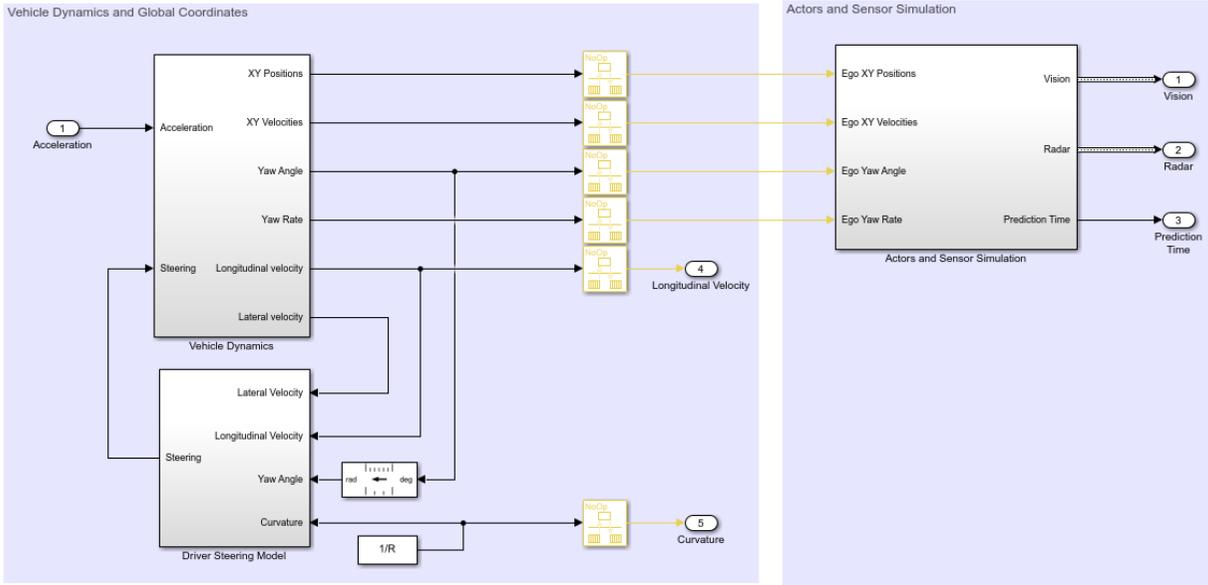 Vehicle Dynamics and Global Coordinates
Actors and Sensor Simulation
1
Acceleration
Acceleration
Steering
XY Positions
XY Velocities
Yaw Angle
Yaw Rate
Longitudinal velocity
Lateral velocity
Vehicle Dynamics
NoOp
NoOp
NoOp
NoOp
NoOp
4
Longitudinal Velocity
Ego XY Positions
Ego XY Velocities
Ego Yaw Angle
Ego Yaw Rate
Vision
Radar
Prediction Time
Actors and Sensor Simulation
1
Vision
2
Radar
3
Prediction
Time
Steering
Lateral Velocity
Longitudinal Velocity
Yaw Angle
Curvature
Driver Steering Model
rad
deg
1/R
NoOp
5
Curvature